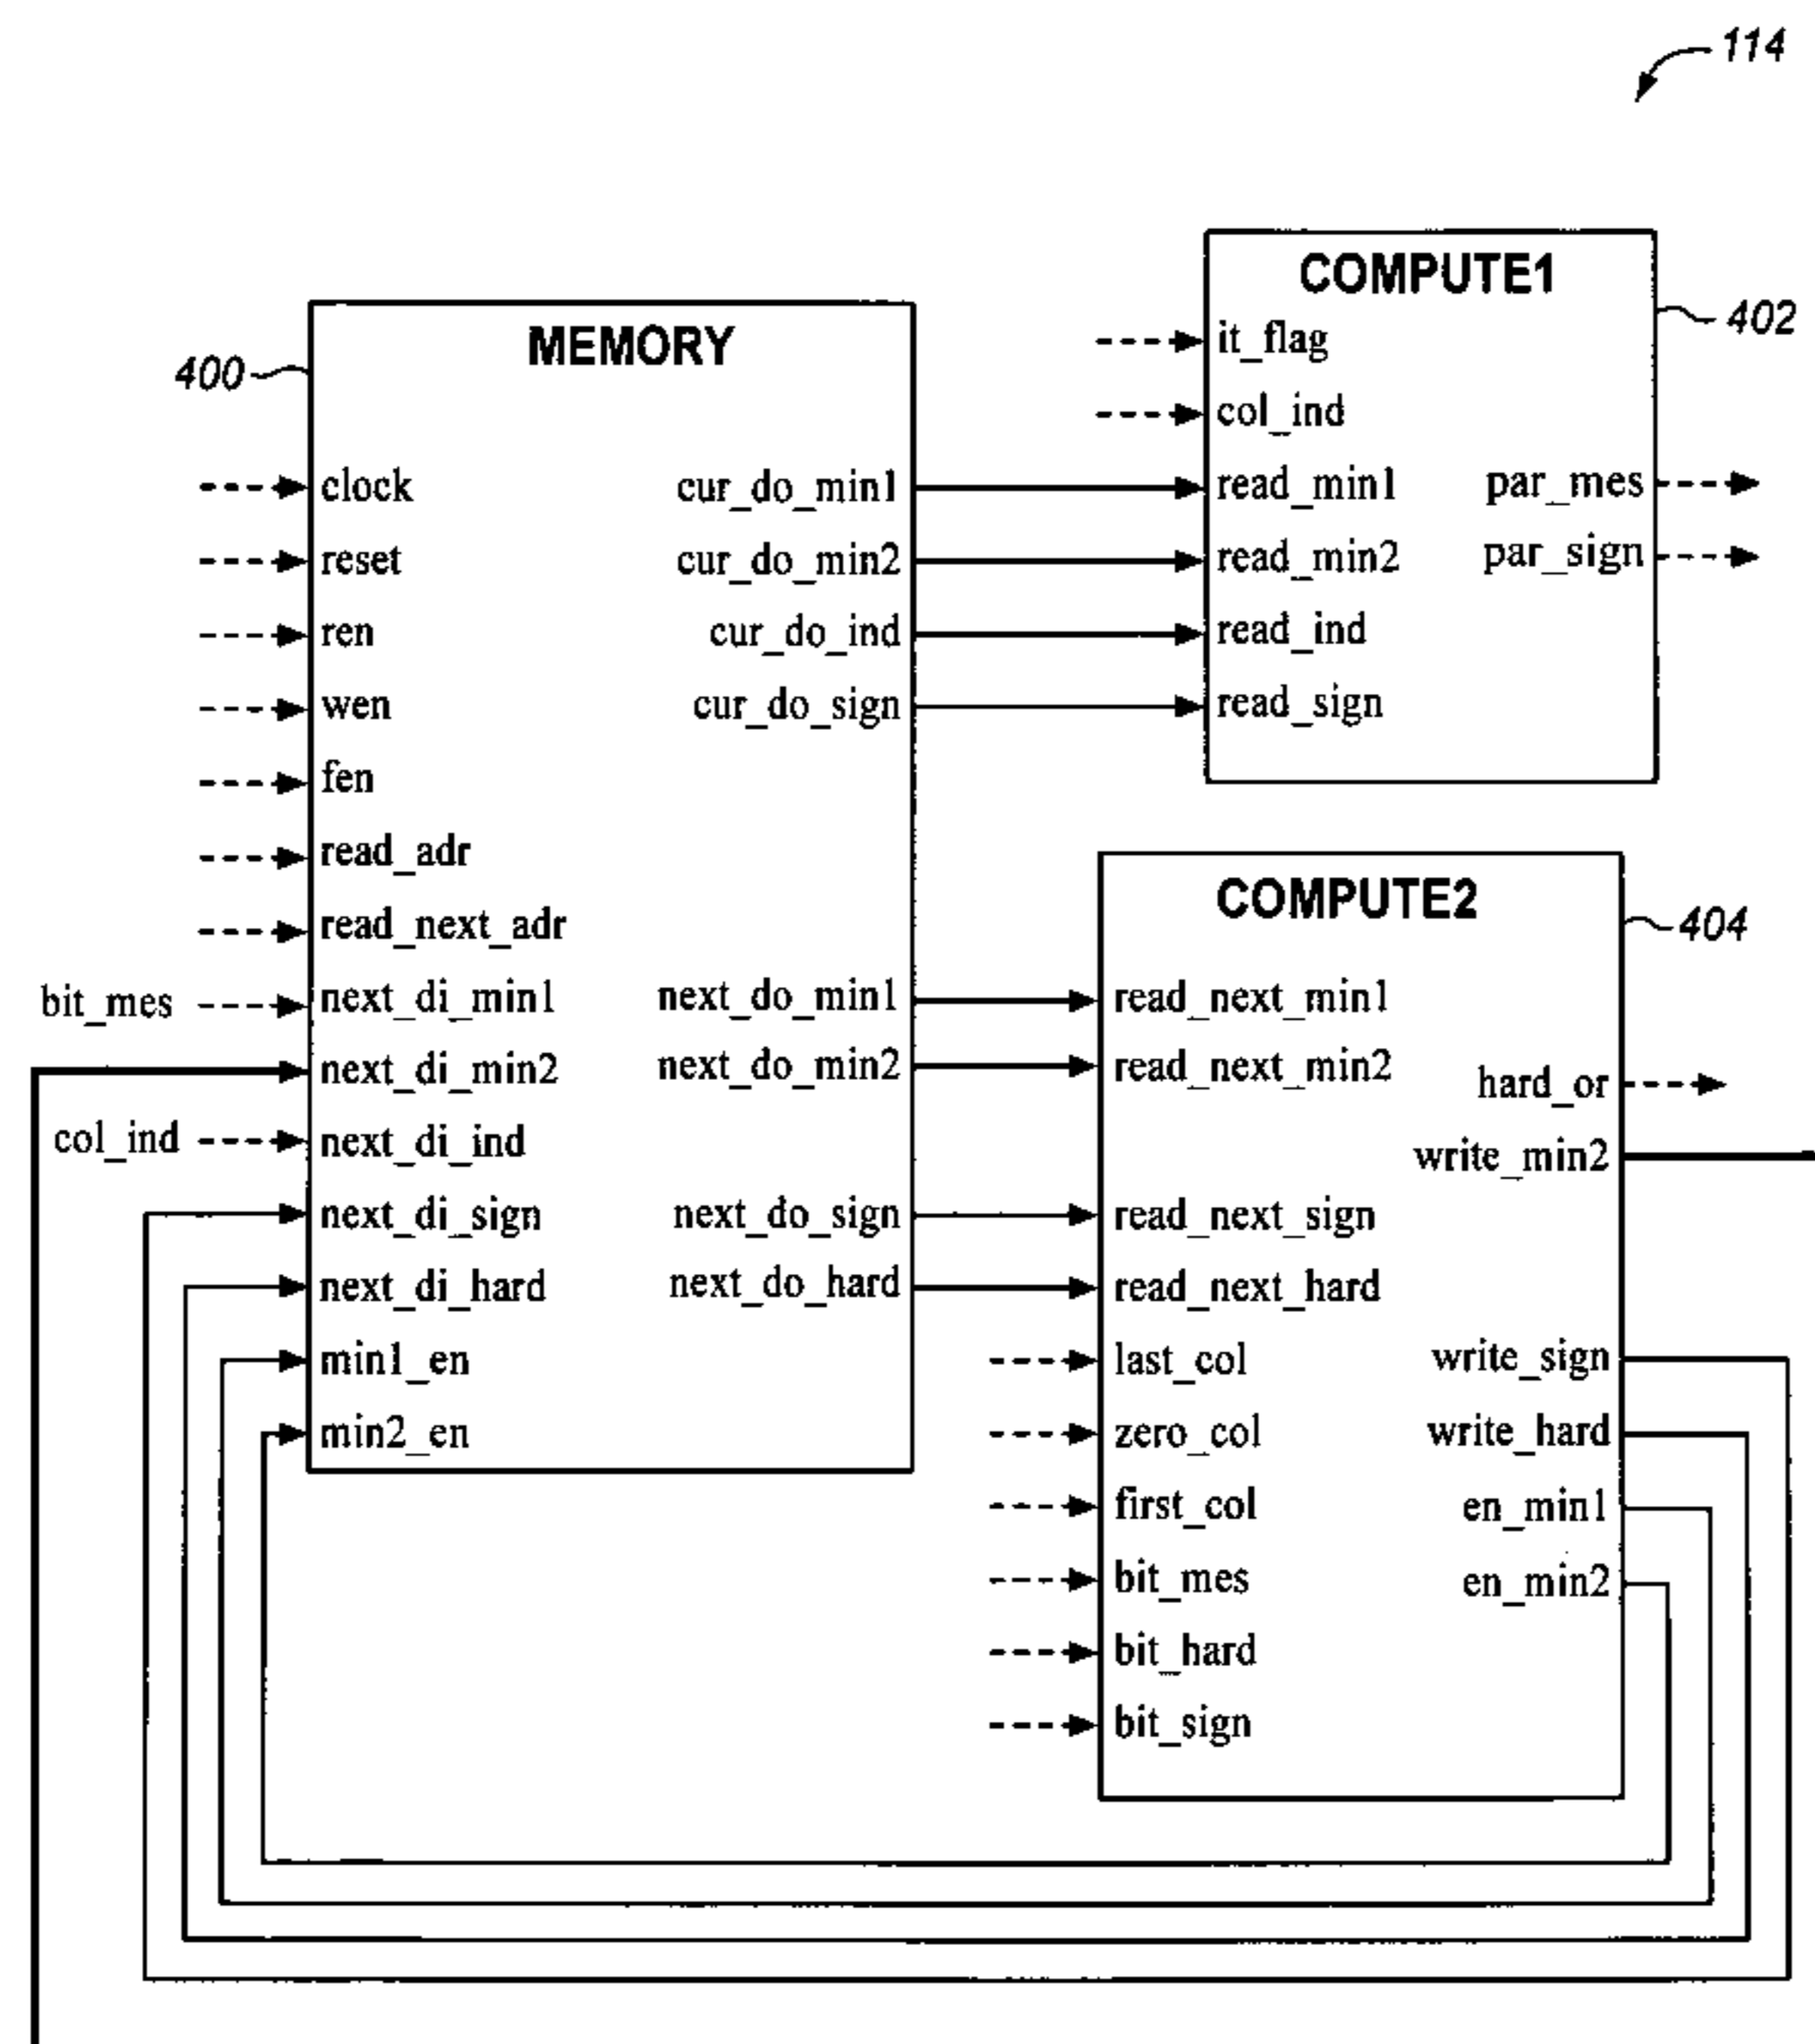 114
COMPUTE1
402
it_flag
col_ind
read_min1
read_min2
read_ind
read_sign
par_mes
par_sign
MEMORY
400
clock
reset
ren
wen
fen
read_adr
read_next_adr
bit_mes
next_di_min1
next_di_min2
col_ind
next_di_ind
next_di_sign
next_di_hard
min1_en
min2_en
cur_do_min1
cur_do_min2
cur_do_ind
cur_do_sign
next_do_min1
next_do_min2
next_do_sign
next_do_hard
COMPUTE2
404
read_next_min1
read_next_min2
read_next_sign
read_next_hard
last_col
zero_col
first_col
bit_mes
bit_hard
bit_sign
hard_or
write_min2
write_sign
write_hard
en_min1
en_min2